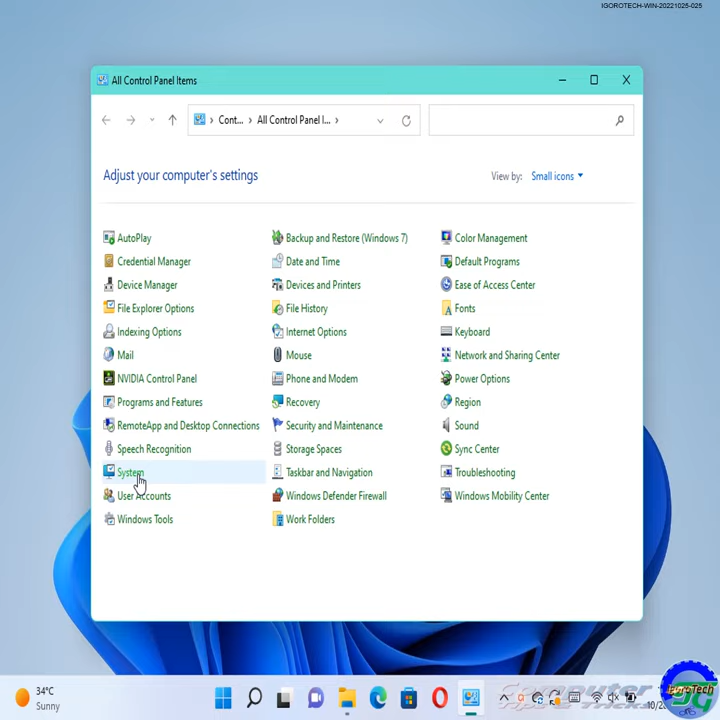 IGOROTECH-WIN-20221025-025
All Control Panel Items
Cont... All Control Panel I...
Adjust your computer's settings
View by: Small icons
AutoPlay
Backup and Restore (Windows 7)
Color Management
Credential Manager
Date and Time
Default Programs
Device Manager
Devices and Printers
Ease of Access Center
File Explorer Options
File History
Fonts
Indexing Options
Internet Options
Keyboard
Mail
Mouse
Network and Sharing Center
NVIDIA Control Panel
Phone and Modem
Power Options
Programs and Features
Recovery
Region
RemoteApp and Desktop Connections
Security and Maintenance
Sound
Speech Recognition
Storage Spaces
Sync Center
System
Taskbar and Navigation
Troubleshooting
User Accounts
Windows Defender Firewall
Windows Mobility Center
Windows Tools
Work Folders
34°C
Sunny
Computer
IgoroTech